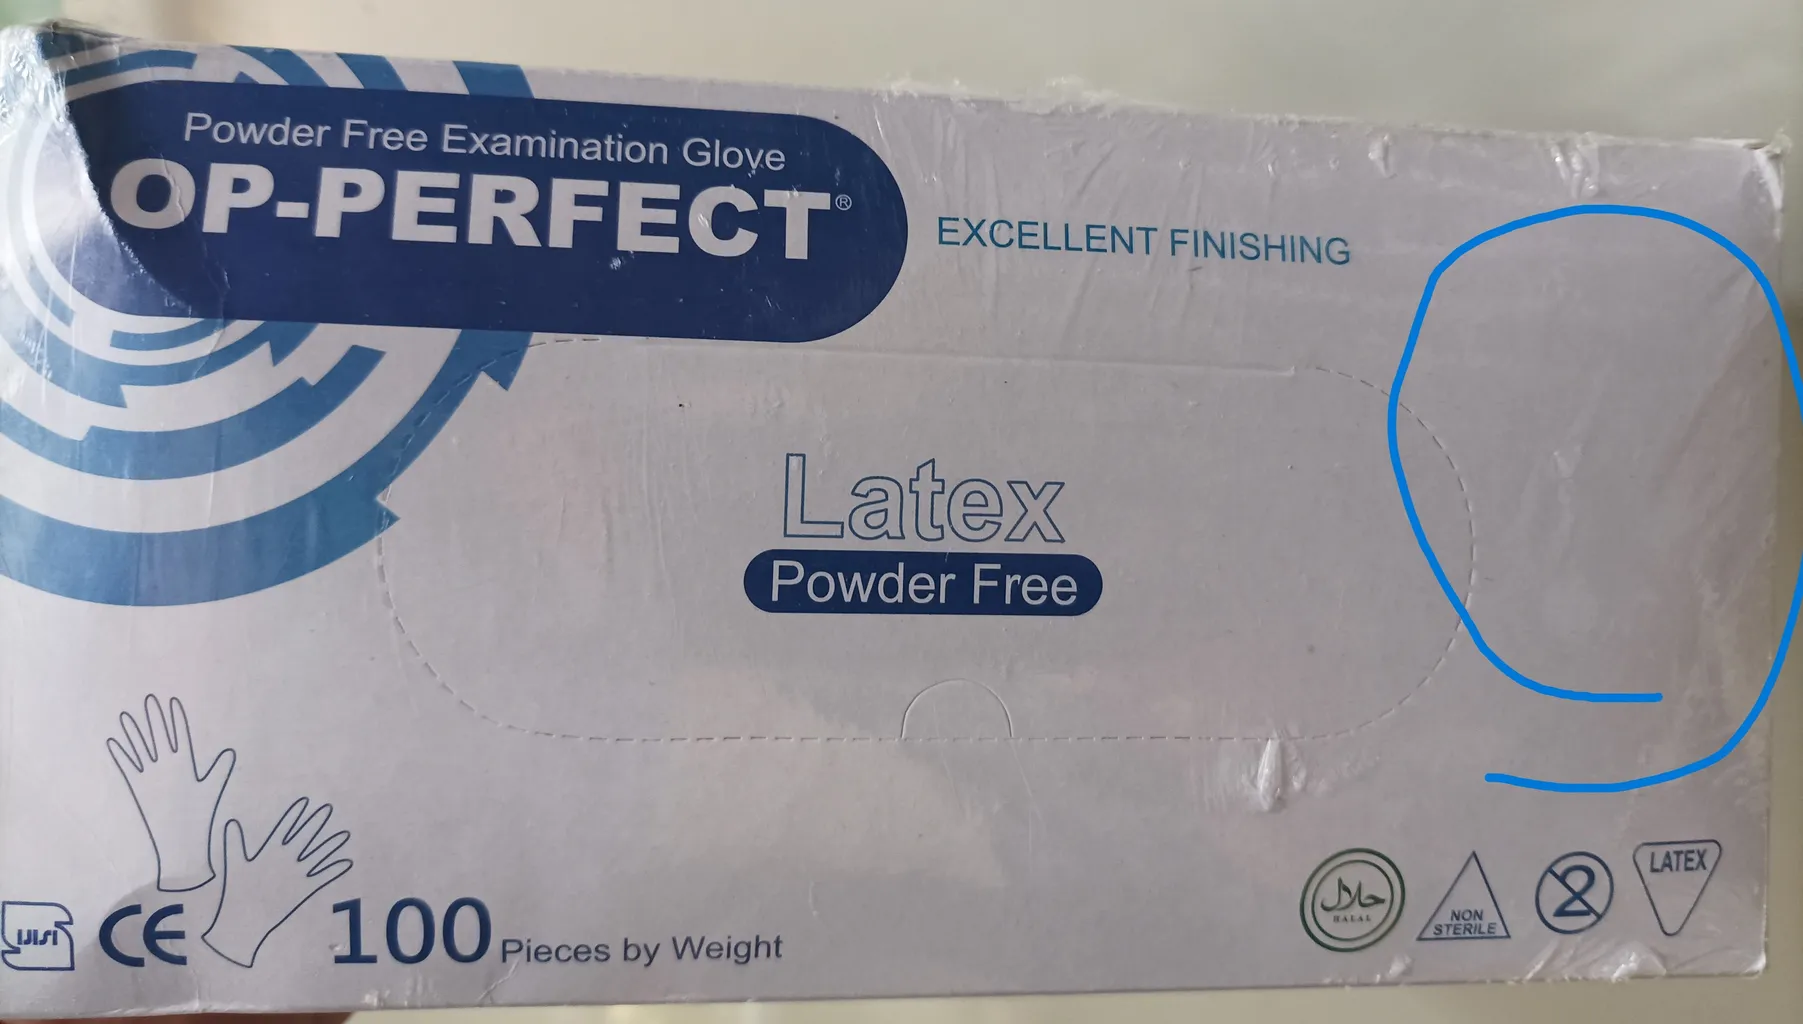 Powder Free Examination Glove
OP-PERFECT®
EXCELLENT FINISHING
Latex
Powder Free
CE
100 Pieces by Weight
حلال
HALAL
NON
STERILE
2
LATEX